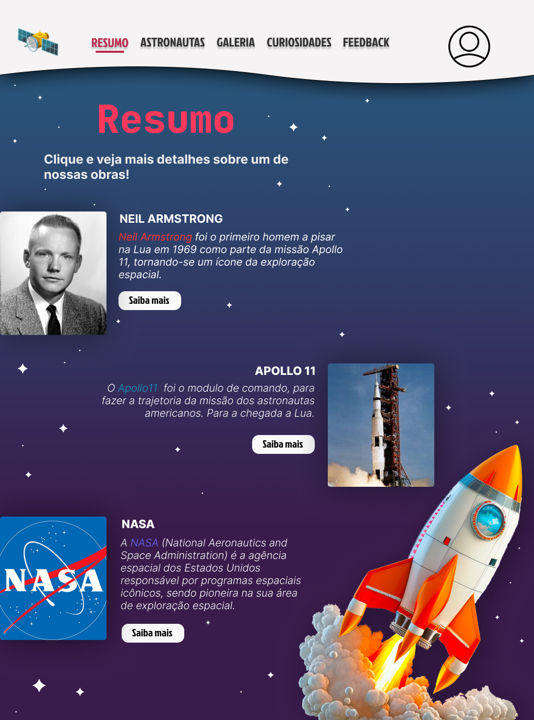 RESUMO ASTRONAUTAS GALERIA CURIOSIDADES FEEDBACK
Resumo
Clique e veja mais detalhes sobre um de
nossas obras!
NEIL ARMSTRONG
Neil Armstrong foi o primeiro homem a pisar
na Lua em 1969 como parte da missão Apollo
11, tornando-se um ícone da exploração
espacial.
Saiba mais
APOLLO 11
O Apollo11 foi o modulo de comando, para
fazer a trajetoria da missão dos astronautas
americanos. Para a chegada a Lua.
Saiba mais
NASA
NASA
A NASA (National Aeronautics and
Space Administration) é a agência
espacial dos Estados Unidos
responsável por programas espaciais
icônicos, sendo pioneira na sua área
de exploração espacial.
Saiba mais